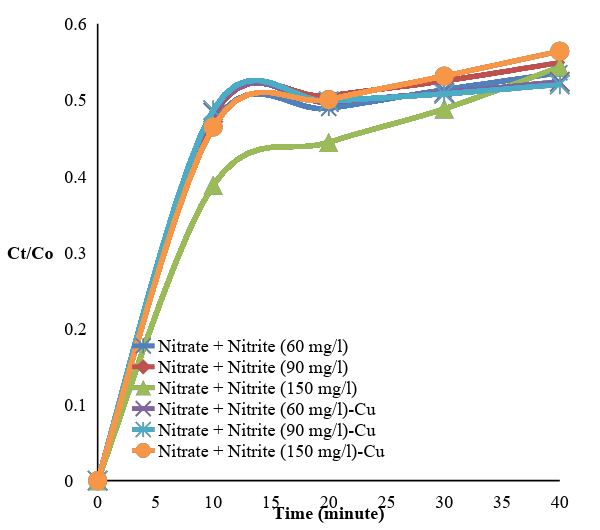 0.6
0.5
0.4
Ct/Co 0.3
0.2
0.1
0
Nitrate + Nitrite (60 mg/l)
Nitrate + Nitrite (90 mg/l)
Nitrate + Nitrite (150 mg/l)
Nitrate + Nitrite (60 mg/l)-Cu
Nitrate + Nitrite (90 mg/l)-Cu
Nitrate + Nitrite (150 mg/l)-Cu
0 5 10 15 20 25 30 35 40
Time (minute)